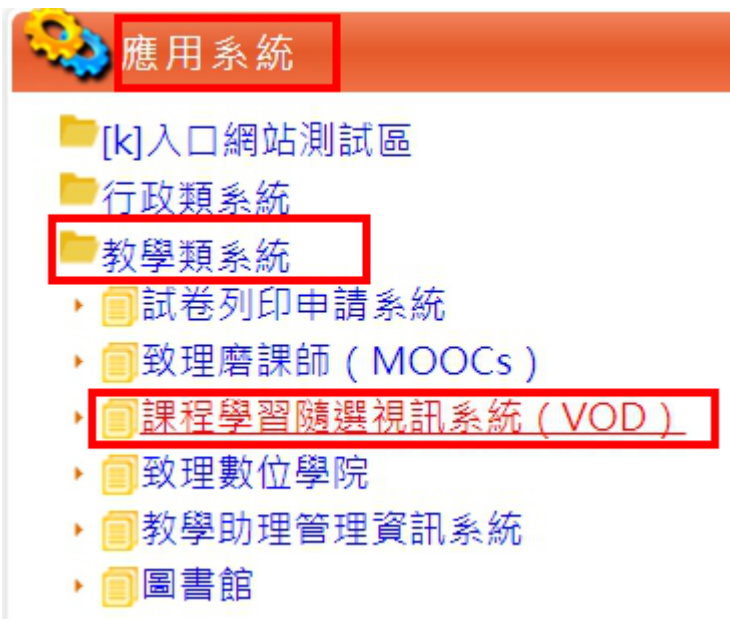 應用系統
[k]入口網站測試區
行政類系統
教學類系統
試卷列印申請系統
致理磨課師（MOOCs）
課程學習隨選視訊系統（VOD）
致理數位學院
教學助理管理資訊系統
圖書館